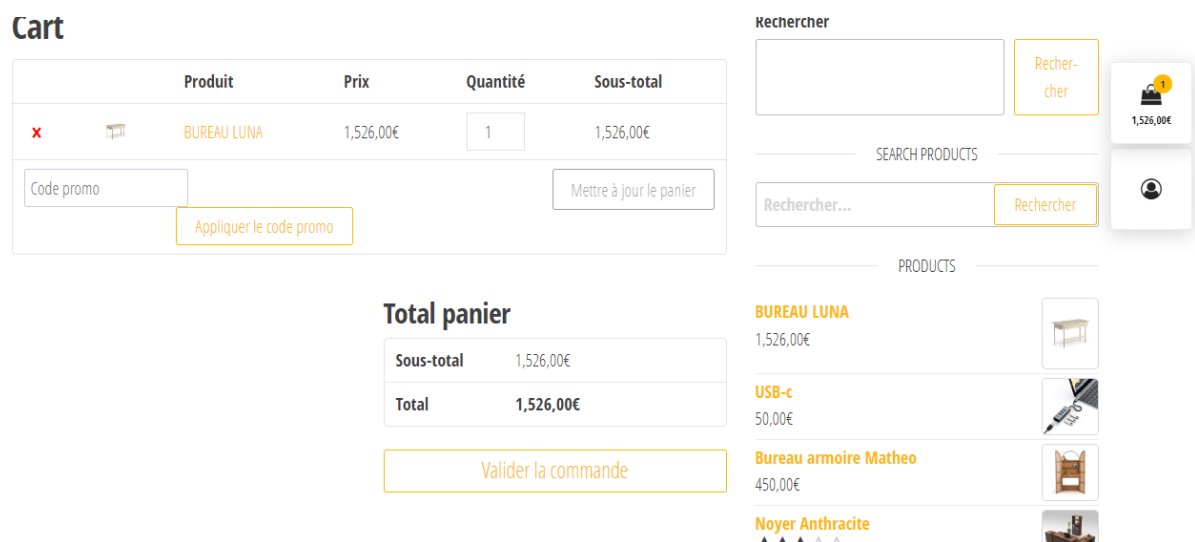 Cart
Produit Prix Quantité Sous-total
x BUREAU LUNA 1,526,00€ 1 1,526,00€
Code promo
Mettre à jour le panier
Appliquer le code promo
Total panier
Sous-total 1,526,00€
Total 1,526,00€
Valider la commande
Rechercher
Recher-
cher
SEARCH PRODUCTS
Rechercher... Rechercher
PRODUCTS
BUREAU LUNA
1,526,00€
USB-c
50,00€
Bureau armoire Matheo
450,00€
Noyer Anthracite
1
1,526,00€